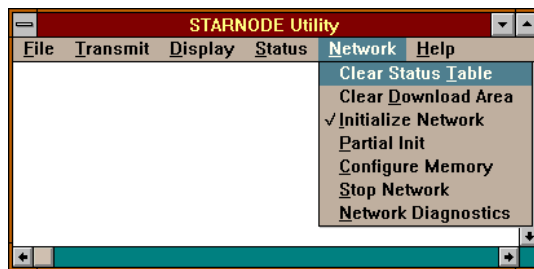 STARNODE Utility
File Transmit Display Status Network Help
Clear Status Table
Clear Download Area
✓Initialize Network
Partial Init
Configure Memory
Stop Network
Network Diagnostics